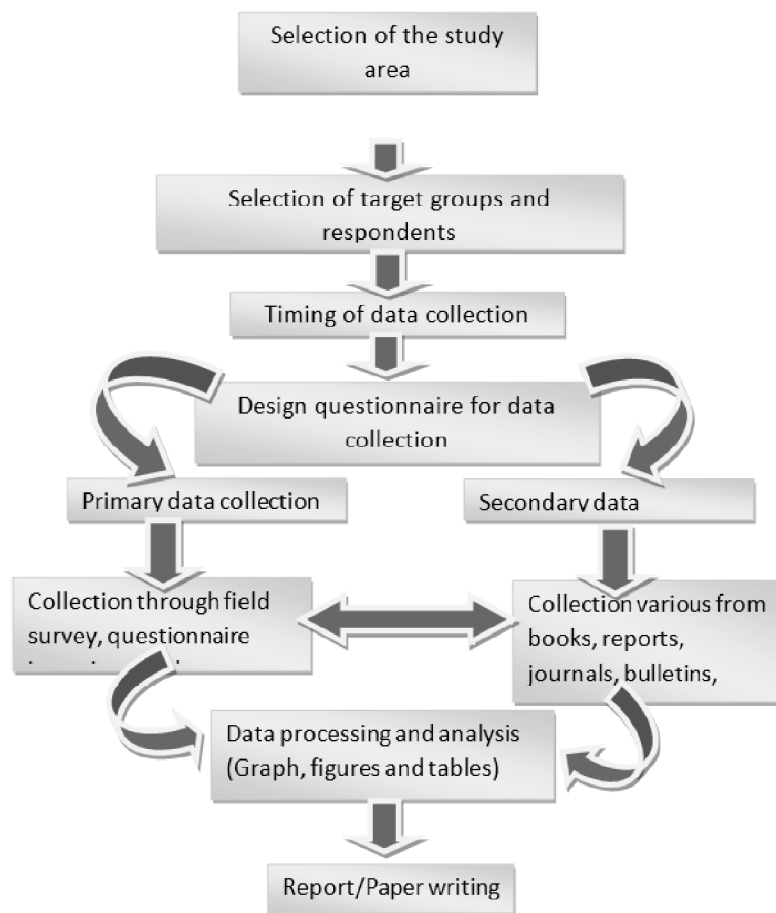 Selection of the study
area
Selection of target groups and
respondents
Timing of data collection
Design questionnaire for data
collection
Primary data collection
Secondary data
Collection through field
survey, questionnaire
Collection various from
books, reports,
journals, bulletins,
Data processing and analysis
(Graph, figures and tables)
Report/Paper writing